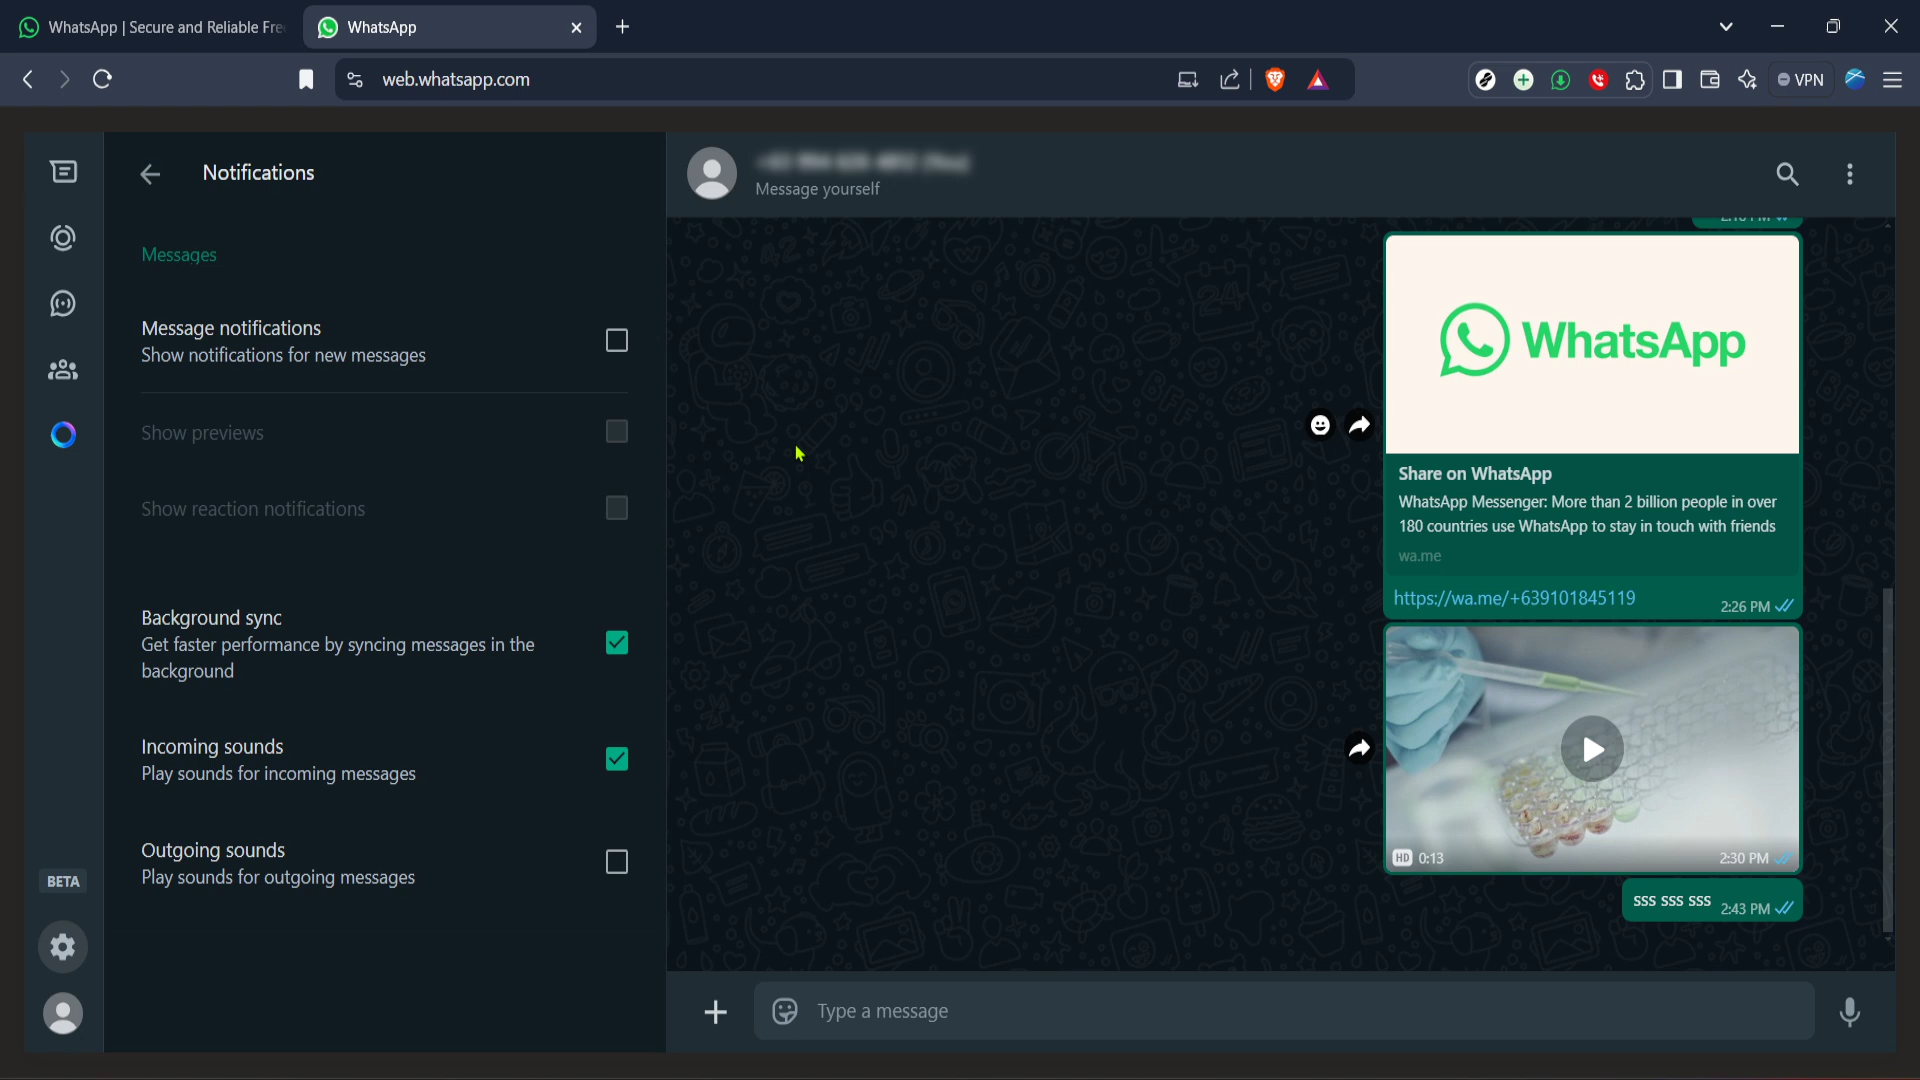 WhatsApp | Secure and Reliable Fre
WhatsApp
web.whatsapp.com
VPN
Notifications
Message yourself
Messages
Message notifications
Show notifications for new messages
Show previews
Show reaction notifications
Background sync
Get faster performance by syncing messages in the
background
Incoming sounds
Play sounds for incoming messages
Outgoing sounds
Play sounds for outgoing messages
BETA
WhatsApp
Share on WhatsApp
WhatsApp Messenger: More than 2 billion people in over
180 countries use WhatsApp to stay in touch with friends
wa.me
https://wa.me/+639101845119
2:26 PM
HD 0:13
2:30 PM
sss sss sss
2:43 PM
Type a message